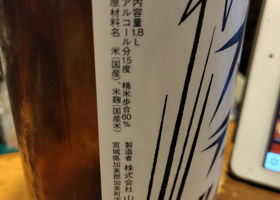 内容量1.8L
アルコール分15度 精米歩合60%
原材料名 米(国産)、米麹(国産米)
製造者 株式会社 山
宮城県加美郡加美町